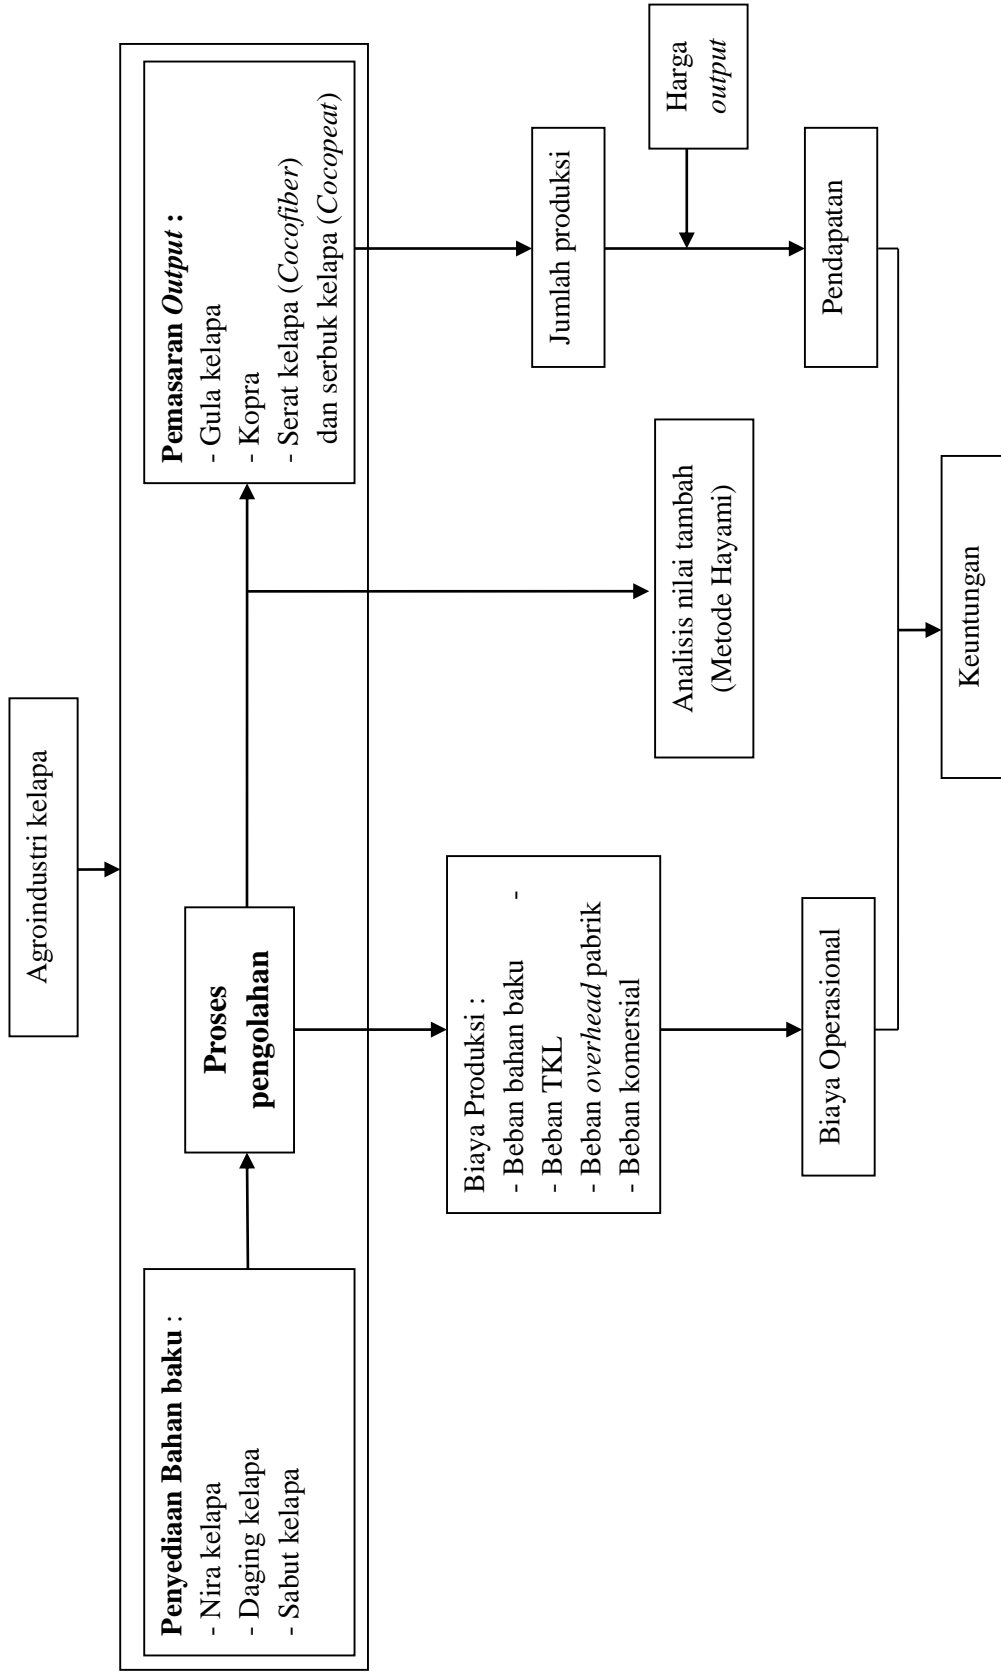 Agroindustri kelapa
Penyediaan Bahan baku :
- Nira kelapa
- Daging kelapa
- Sabut kelapa
Proses
pengolahan
Pemasaran Output :
- Gula kelapa
- Kopra
- Serat kelapa (Cocofiber)
dan serbuk kelapa (Cocopeat)
Biaya Produksi :
- Beban bahan baku -
- Beban TKL
- Beban overhead pabrik
- Beban komersial
Analisis nilai tambah
(Metode Hayami)
Jumlah produksi
Harga
output
Biaya Operasional
Pendapatan
Keuntungan